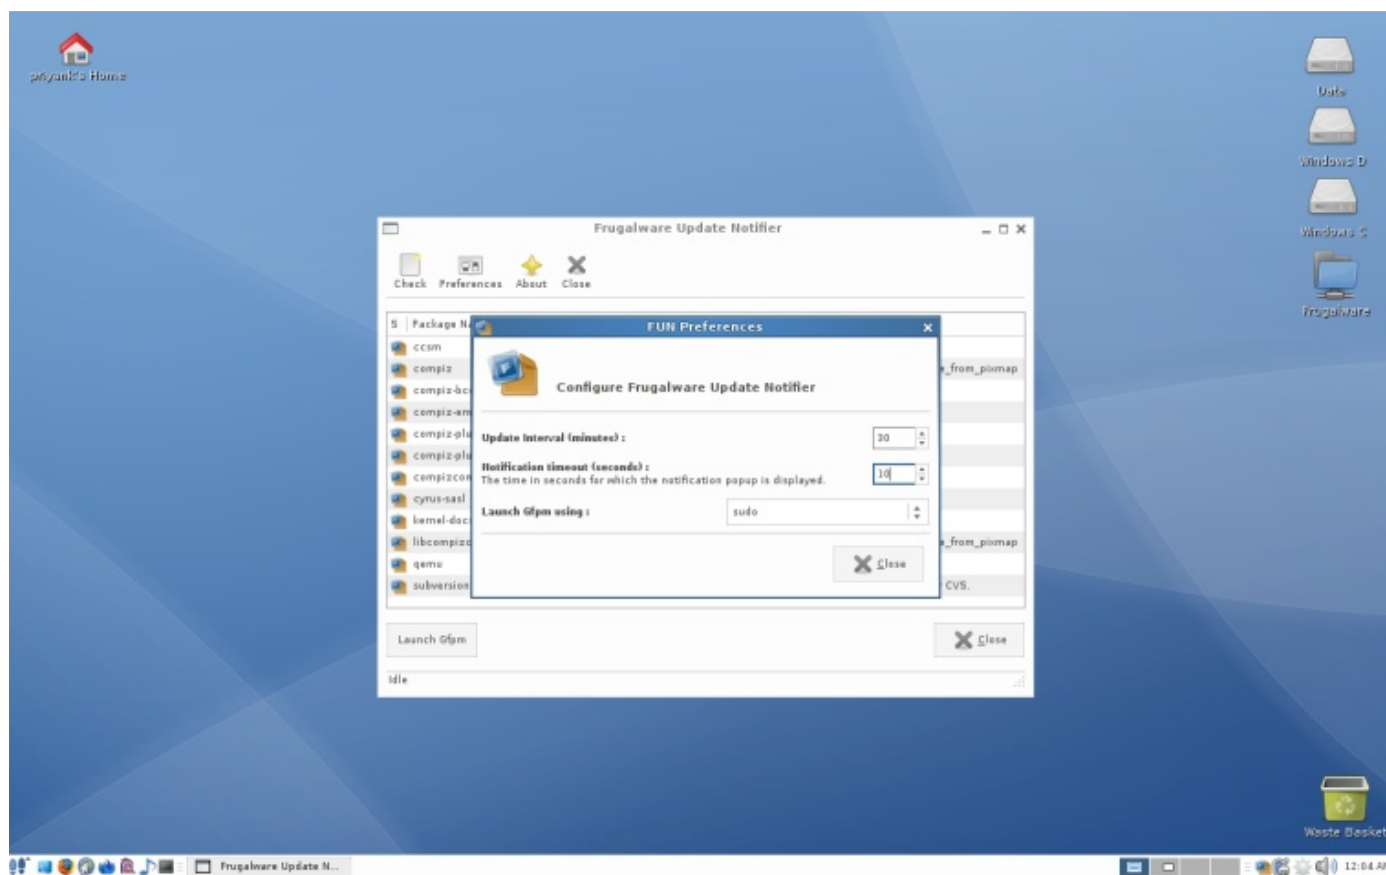 priyank's Home
Data
Windows D
Windows C
Frugalware
Frugalware Update Notifier
Check Preferences About Close
S Package N
ccsm
compiz
e_from_pixmap
compiz-bc
compiz-em
compiz-plu
compiz-plu
compizcon
cyrus-sasl
kernel-doc
libcompizc
e_from_pixmap
qemu
subversion
CVS.
FUN Preferences
Configure Frugalware Update Notifier
Update Interval (minutes) :
30
Notification timeout (seconds) :
10
The time in seconds for which the notification popup is displayed.
Launch Gfpm using :
sudo
Close
Launch Gfpm
Close
Idle
Waste Basket
Frugalware Update N...
12:04 AM